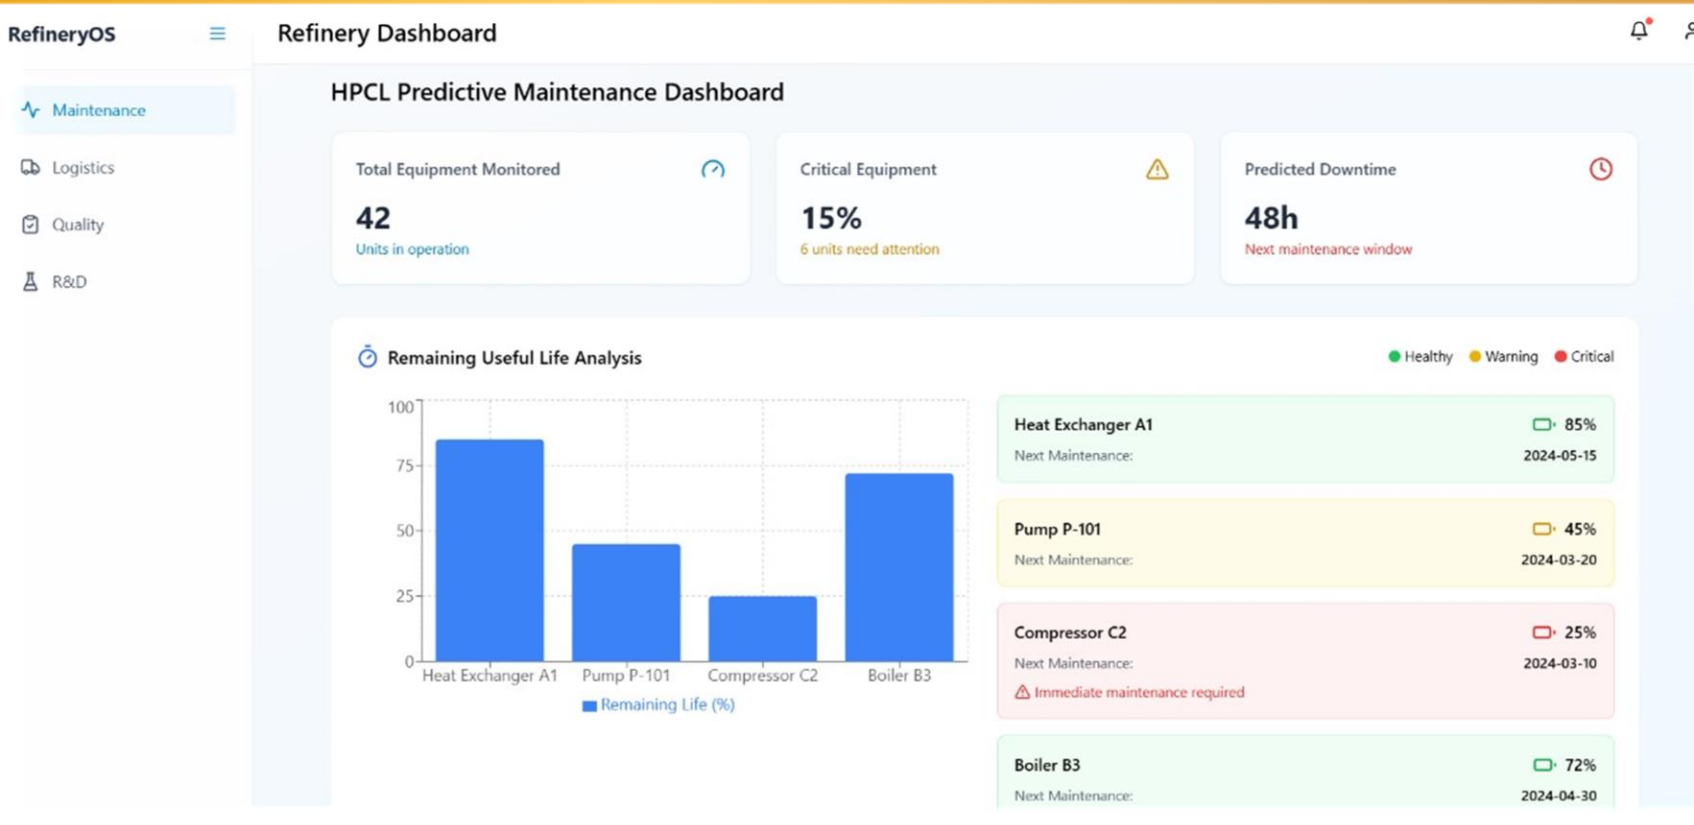 RefineryOS
Refinery Dashboard
Maintenance
Logistics
Quality
R&D
HPCL Predictive Maintenance Dashboard
Total Equipment Monitored
42
Units in operation
Critical Equipment
15%
6 units need attention
Predicted Downtime
48h
Next maintenance window
Remaining Useful Life Analysis
Healthy Warning Critical
100
75
50
25
0
Heat Exchanger A1 Pump P-101 Compressor C2 Boiler B3
Remaining Life (%)
Heat Exchanger A1 85%
Next Maintenance: 2024-05-15
Pump P-101 45%
Next Maintenance: 2024-03-20
Compressor C2 25%
Next Maintenance: 2024-03-10
Immediate maintenance required
Boiler B3 72%
Next Maintenance: 2024-04-30